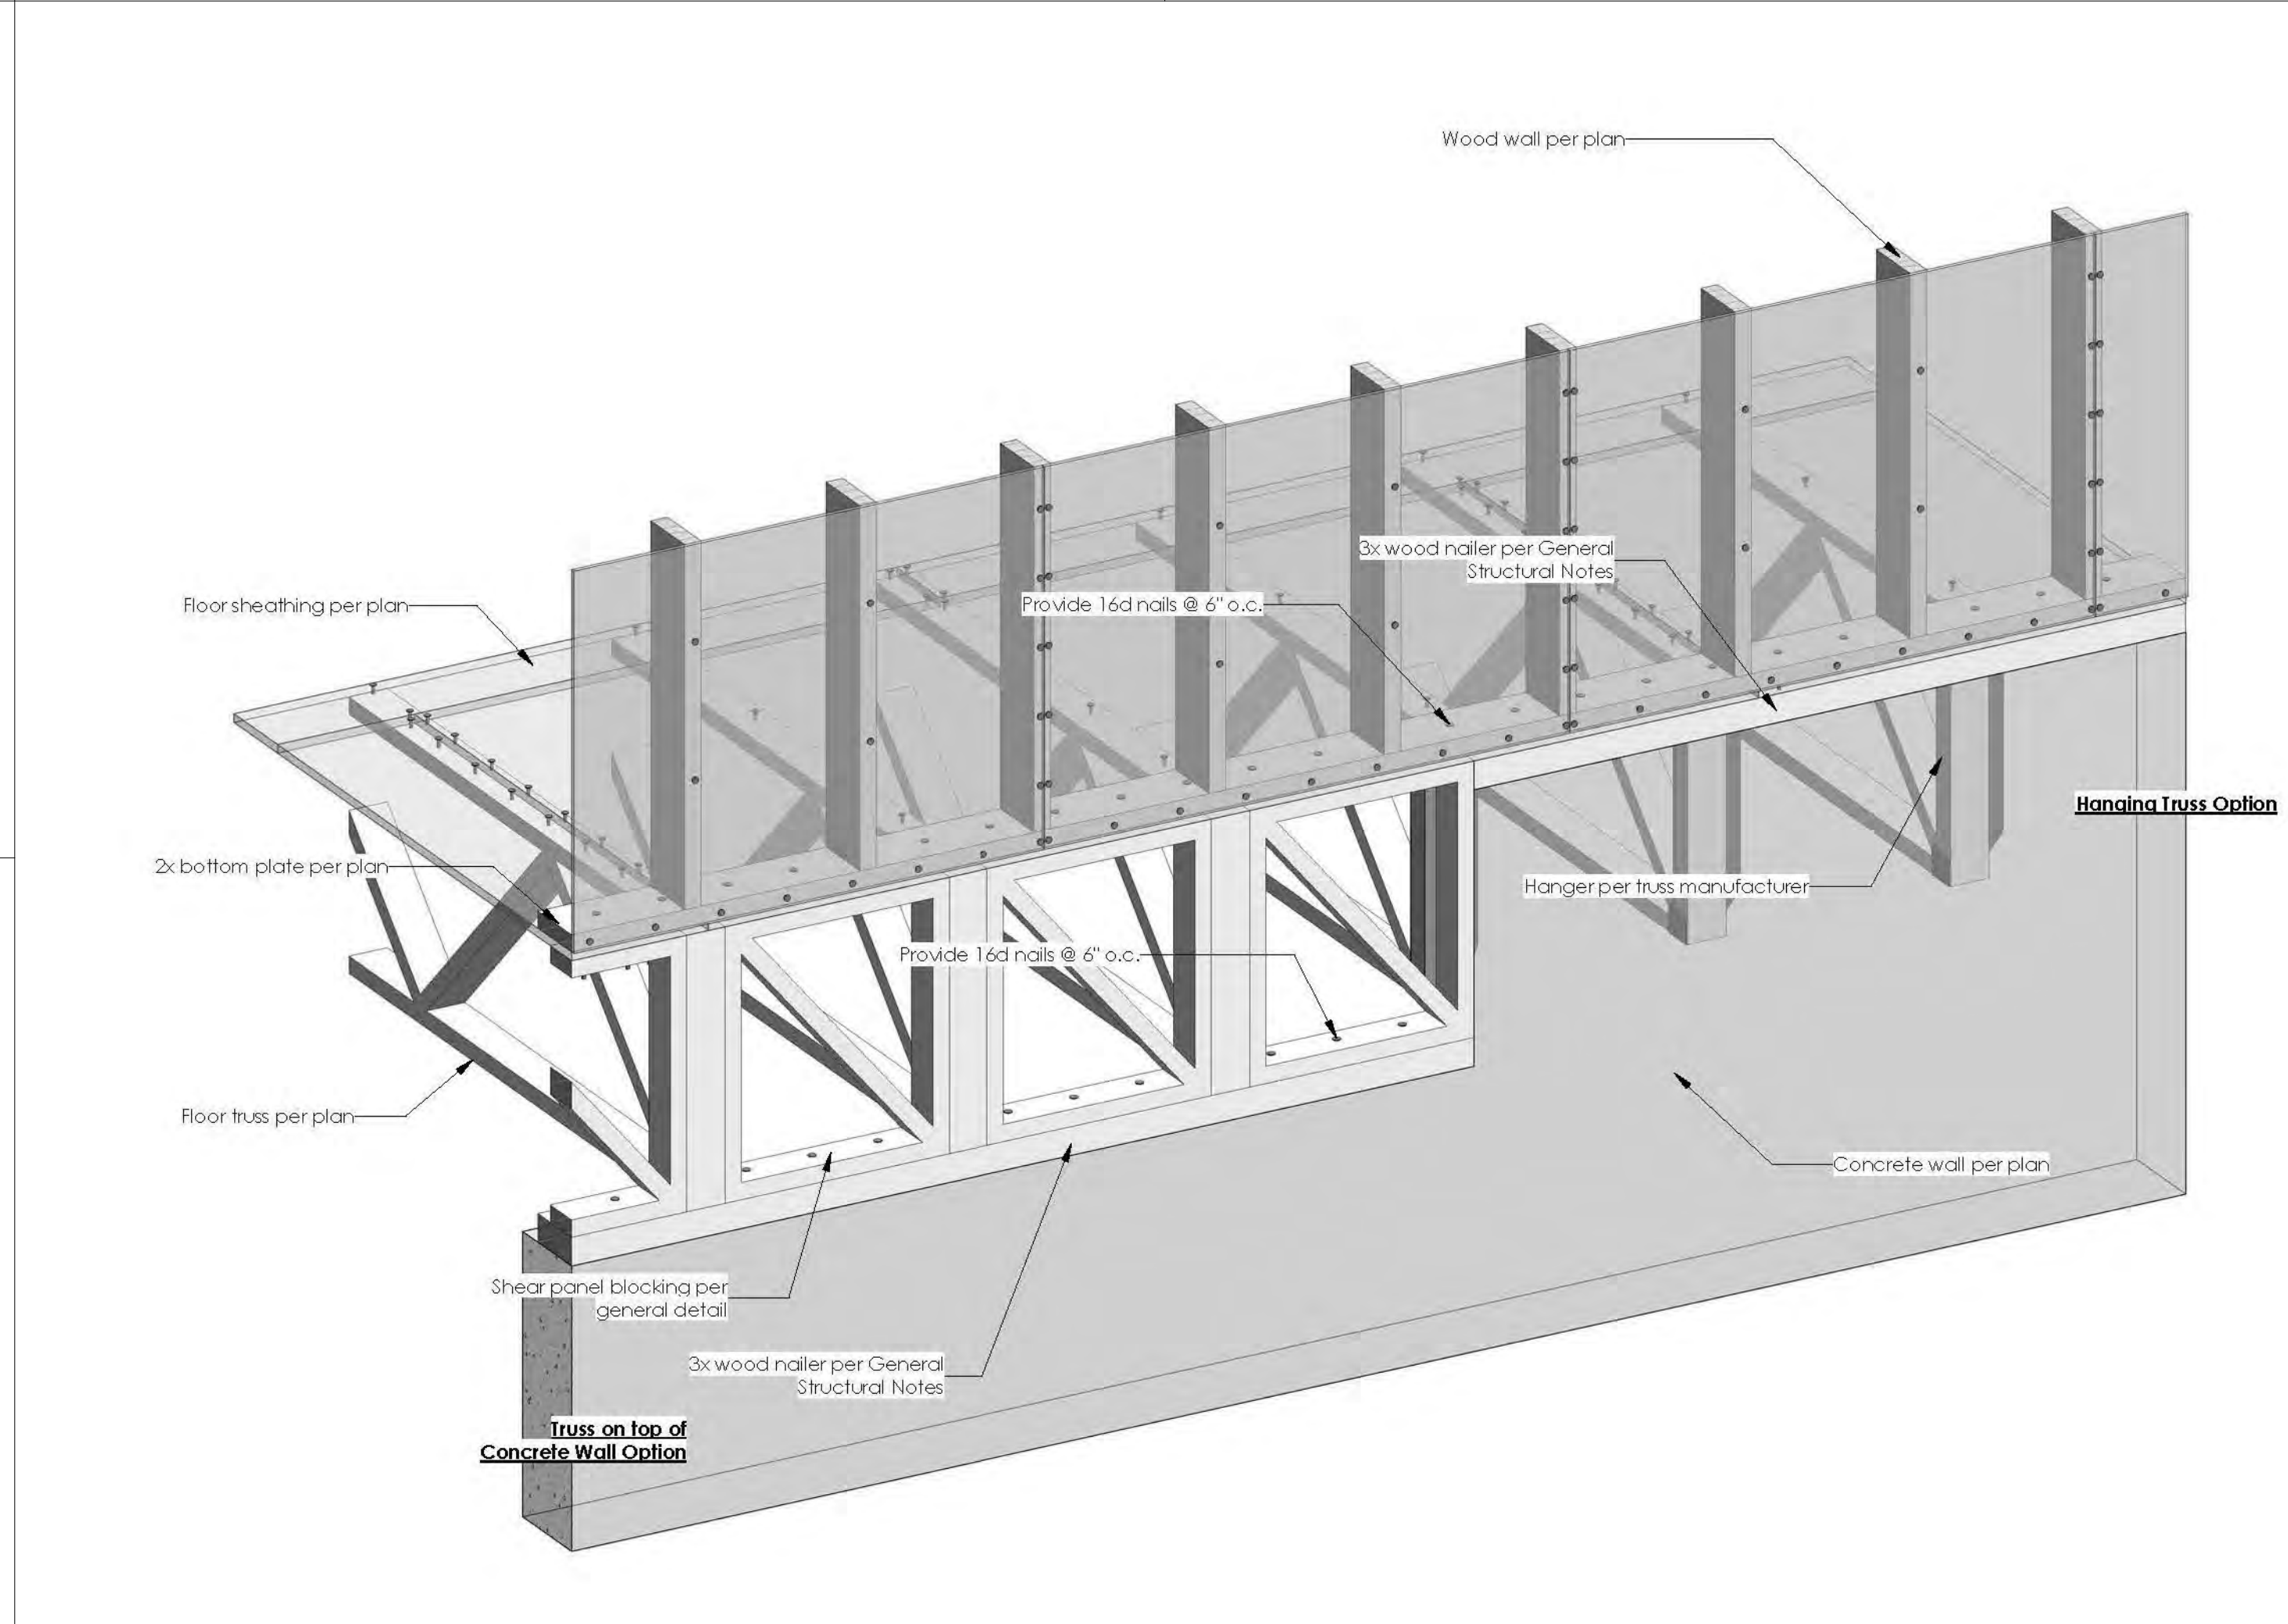 Wood wall per plan
3x wood nailer per General
Structural Notes
Provide 16d nails @ 6" o.c.
Floor sheathing per plan
Hanging Truss Option
2x bottom plate per plan
Hanger per truss manufacturer
Provide 16d nails @ 6" o.c.
Floor truss per plan
Concrete wall per plan
Shear panel blocking per
general detail
3x wood nailer per General
Structural Notes
Truss on top of
Concrete Wall Option